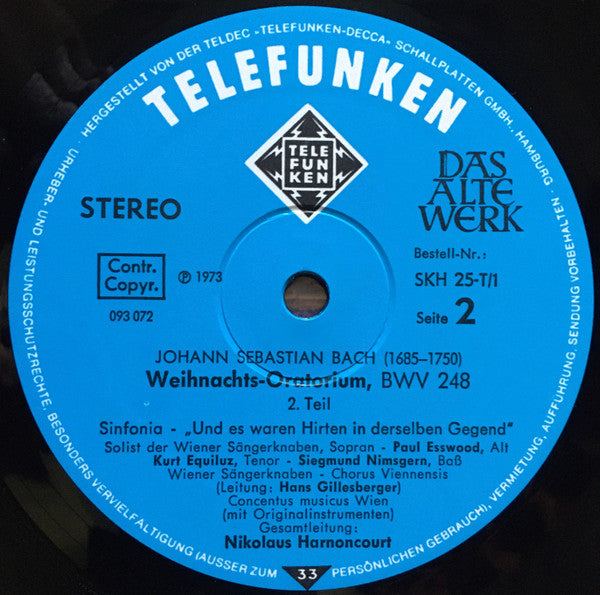 HERGESTELLT VON DER TELDEC »TELEFUNKEN-DECCA« SCHALLPLATTEN GMBH., HAMBURG · URHEBER- UND LEISTUNGSSCHUTZRECHTE, BESONDERS VERVIELFÄLTIGUNG (AUSSER ZUM PERSÖNLICHEN GEBRAUCH), VERMIETUNG, AUFFÜHRUNG, SENDUNG VORBEHALTEN
TELEFUNKEN
TELE
FUN
KEN
DAS
ALTE
WERK
STEREO
Bestell-Nr.:
SKH 25-T/1
Seite 2
Contr.
Copyr.
℗ 1973
093 072
JOHANN SEBASTIAN BACH (1685–1750)
Weihnachts-Oratorium, BWV 248
2. Teil
Sinfonia - „Und es waren Hirten in derselben Gegend"
Solist der Wiener Sängerknaben, Sopran - Paul Esswood, Alt
Kurt Equiluz, Tenor - Siegmund Nimsgern, Baß
Wiener Sängerknaben - Chorus Viennensis
(Leitung: Hans Gillesberger)
Concentus musicus Wien
(mit Originalinstrumenten)
Gesamtleitung:
Nikolaus Harnoncourt
33